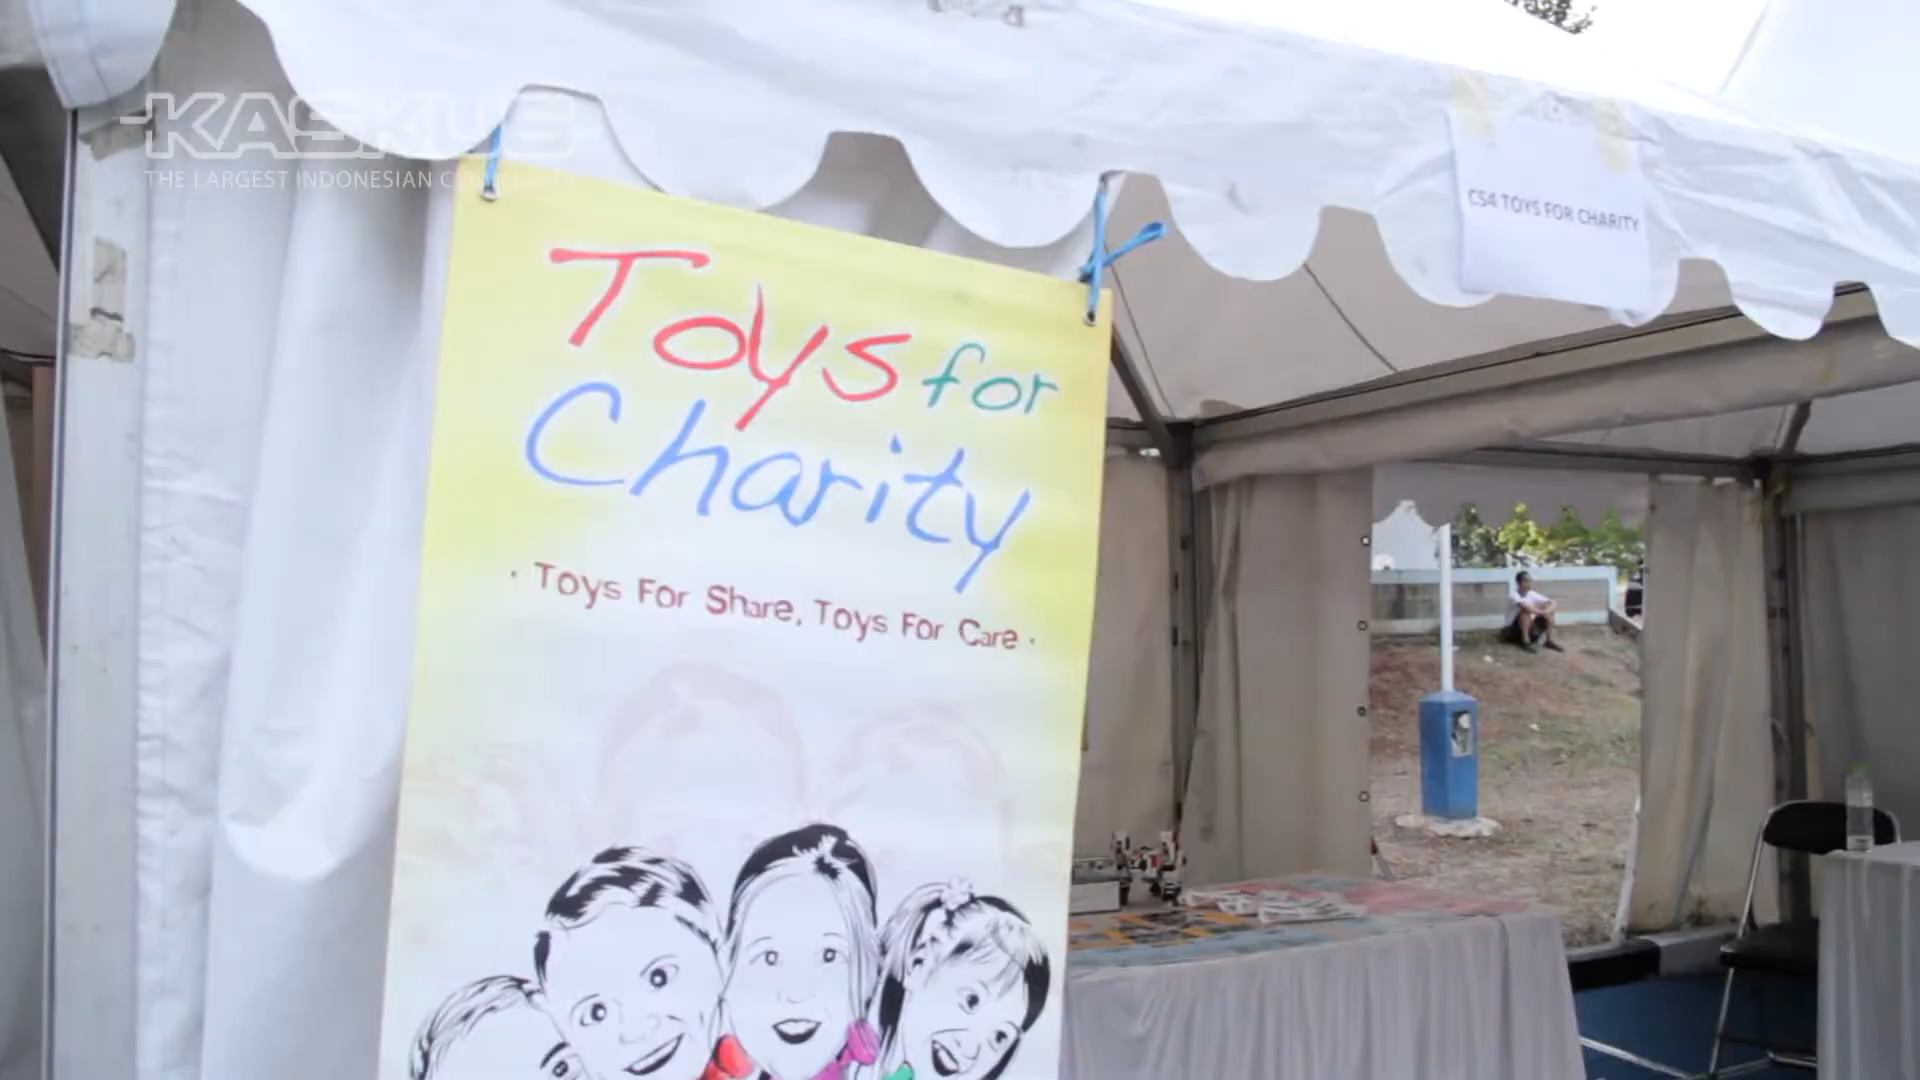 KASKUS
THE LARGEST INDONESIAN
CS4 TOYS FOR CHARITY
Toys for
Charity
· Toys For Share, Toys For Care ·